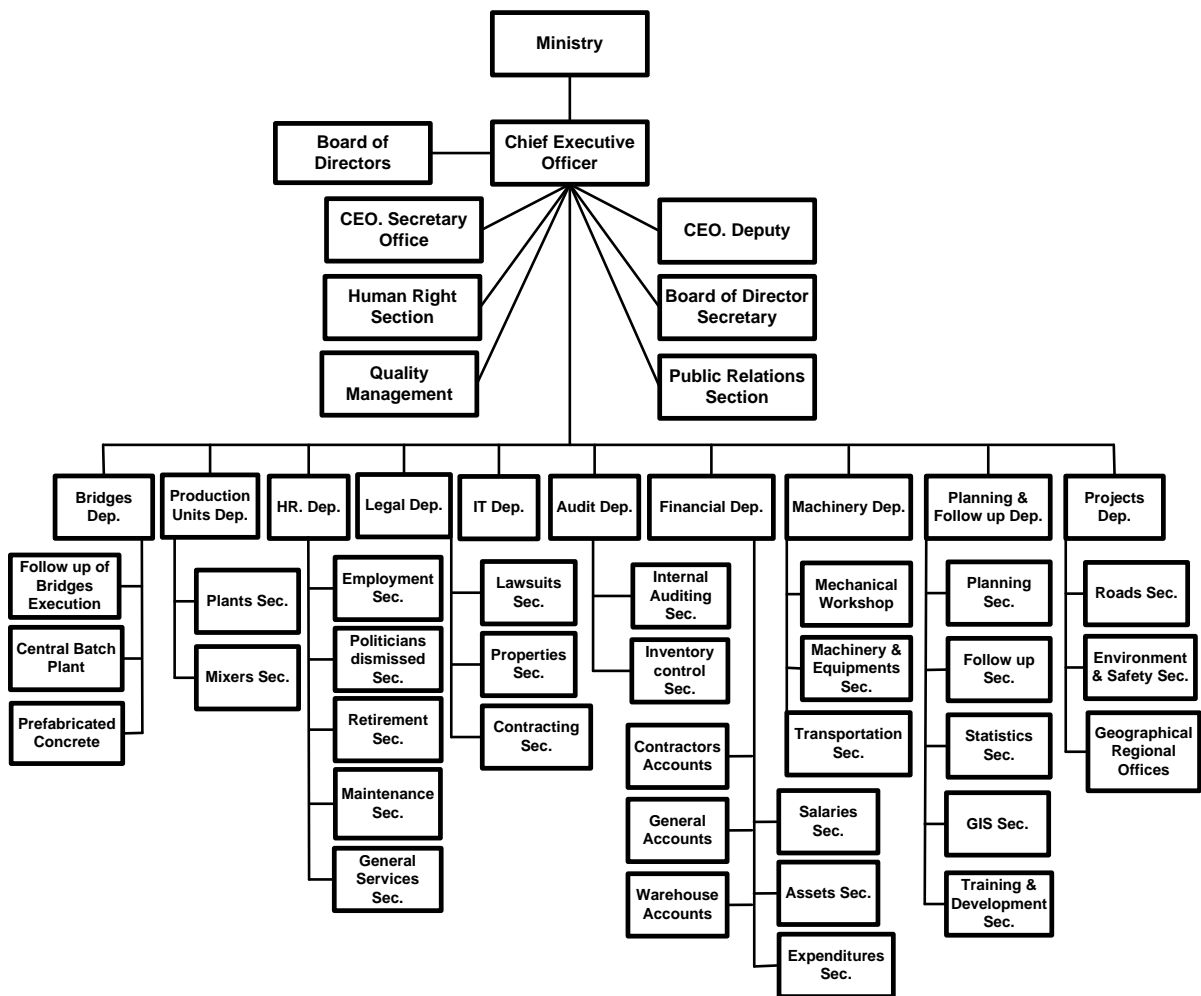 Ministry
Board of
Directors
Chief Executive
Officer
CEO. Secretary
Office
CEO. Deputy
Human Right
Section
Board of Director
Secretary
Quality
Management
Public Relations
Section
Bridges
Dep.
Production
Units Dep.
HR. Dep.
Legal Dep.
IT Dep.
Audit Dep.
Financial Dep.
Machinery Dep.
Planning &
Follow up Dep.
Projects
Dep.
Follow up of
Bridges
Execution
Central Batch
Plant
Prefabricated
Concrete
Plants Sec.
Mixers Sec.
Employment
Sec.
Politicians
dismissed
Sec.
Retirement
Sec.
Maintenance
Sec.
General
Services
Sec.
Lawsuits
Sec.
Properties
Sec.
Contracting
Sec.
Internal
Auditing
Sec.
Inventory
control
Sec.
Contractors
Accounts
General
Accounts
Warehouse
Accounts
Salaries
Sec.
Assets Sec.
Expenditures
Sec.
Mechanical
Workshop
Machinery &
Equipments
Sec.
Transportation
Sec.
Planning
Sec.
Follow up
Sec.
Statistics
Sec.
GIS Sec.
Training &
Development
Sec.
Roads Sec.
Environment
& Safety Sec.
Geographical
Regional
Offices